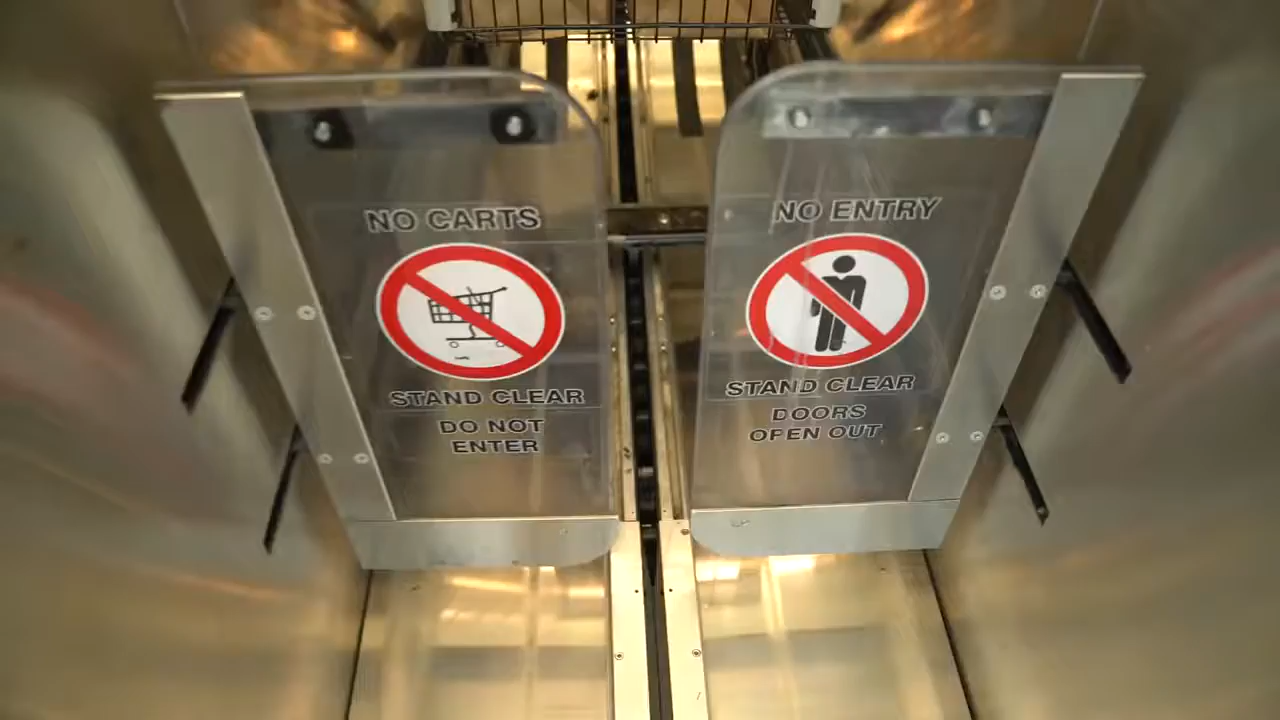 NO CARTS
STAND CLEAR
DO NOT
ENTER
NO ENTRY
STAND CLEAR
DOORS
OPEN OUT